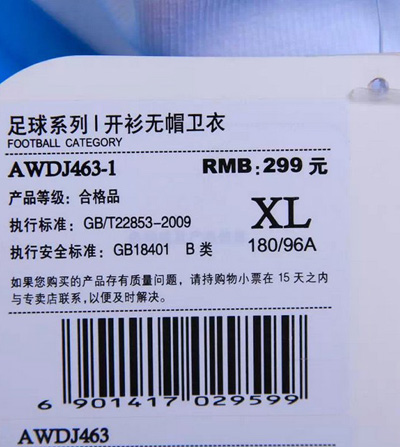 足球系列 | 开衫无帽卫衣
FOOTBALL CATEGORY
AWDJ463-1 RMB: 299 元
产品等级: 合格品
执行标准: GB/T22853-2009 XL
执行安全标准: GB18401 B 类 180/96A
如果您购买的产品存有质量问题, 请持购物小票在 15 天之内
与专卖店联系, 以便及时解决。
6 901417 029599
AWDJ463